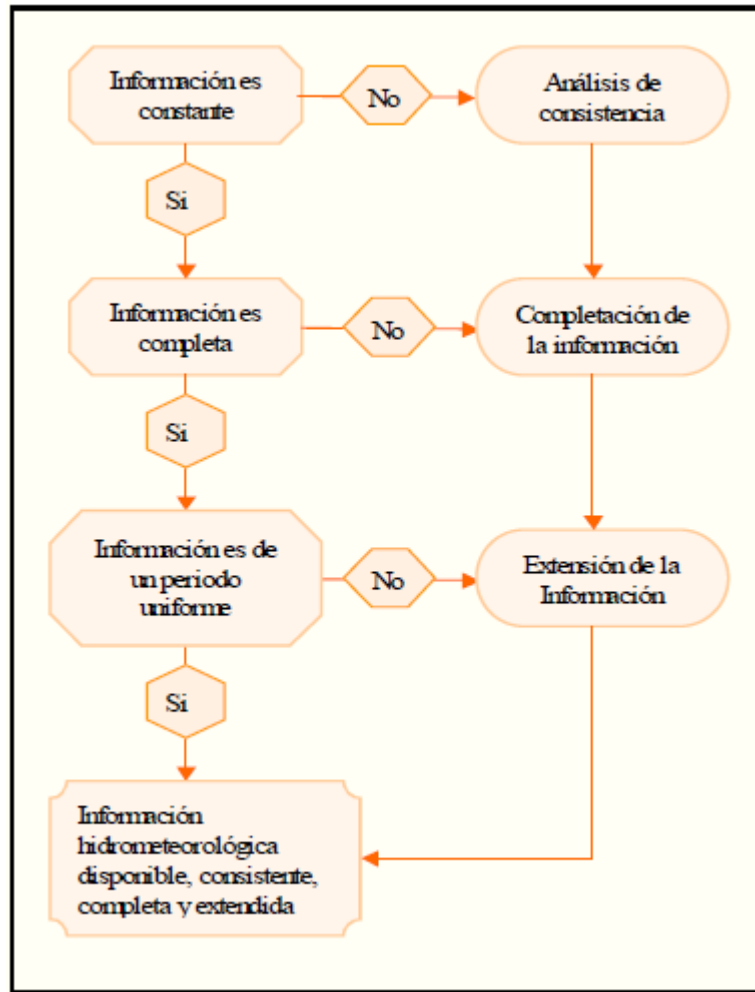 Información es
constante
No
Análisis de
consistencia
Si
Información es
completa
No
Completación de
la información
Si
Información es de
un periodo
uniforme
No
Extensión de la
Información
Si
Información
hidrometeorológica
disponible, consistente,
completa y extendida